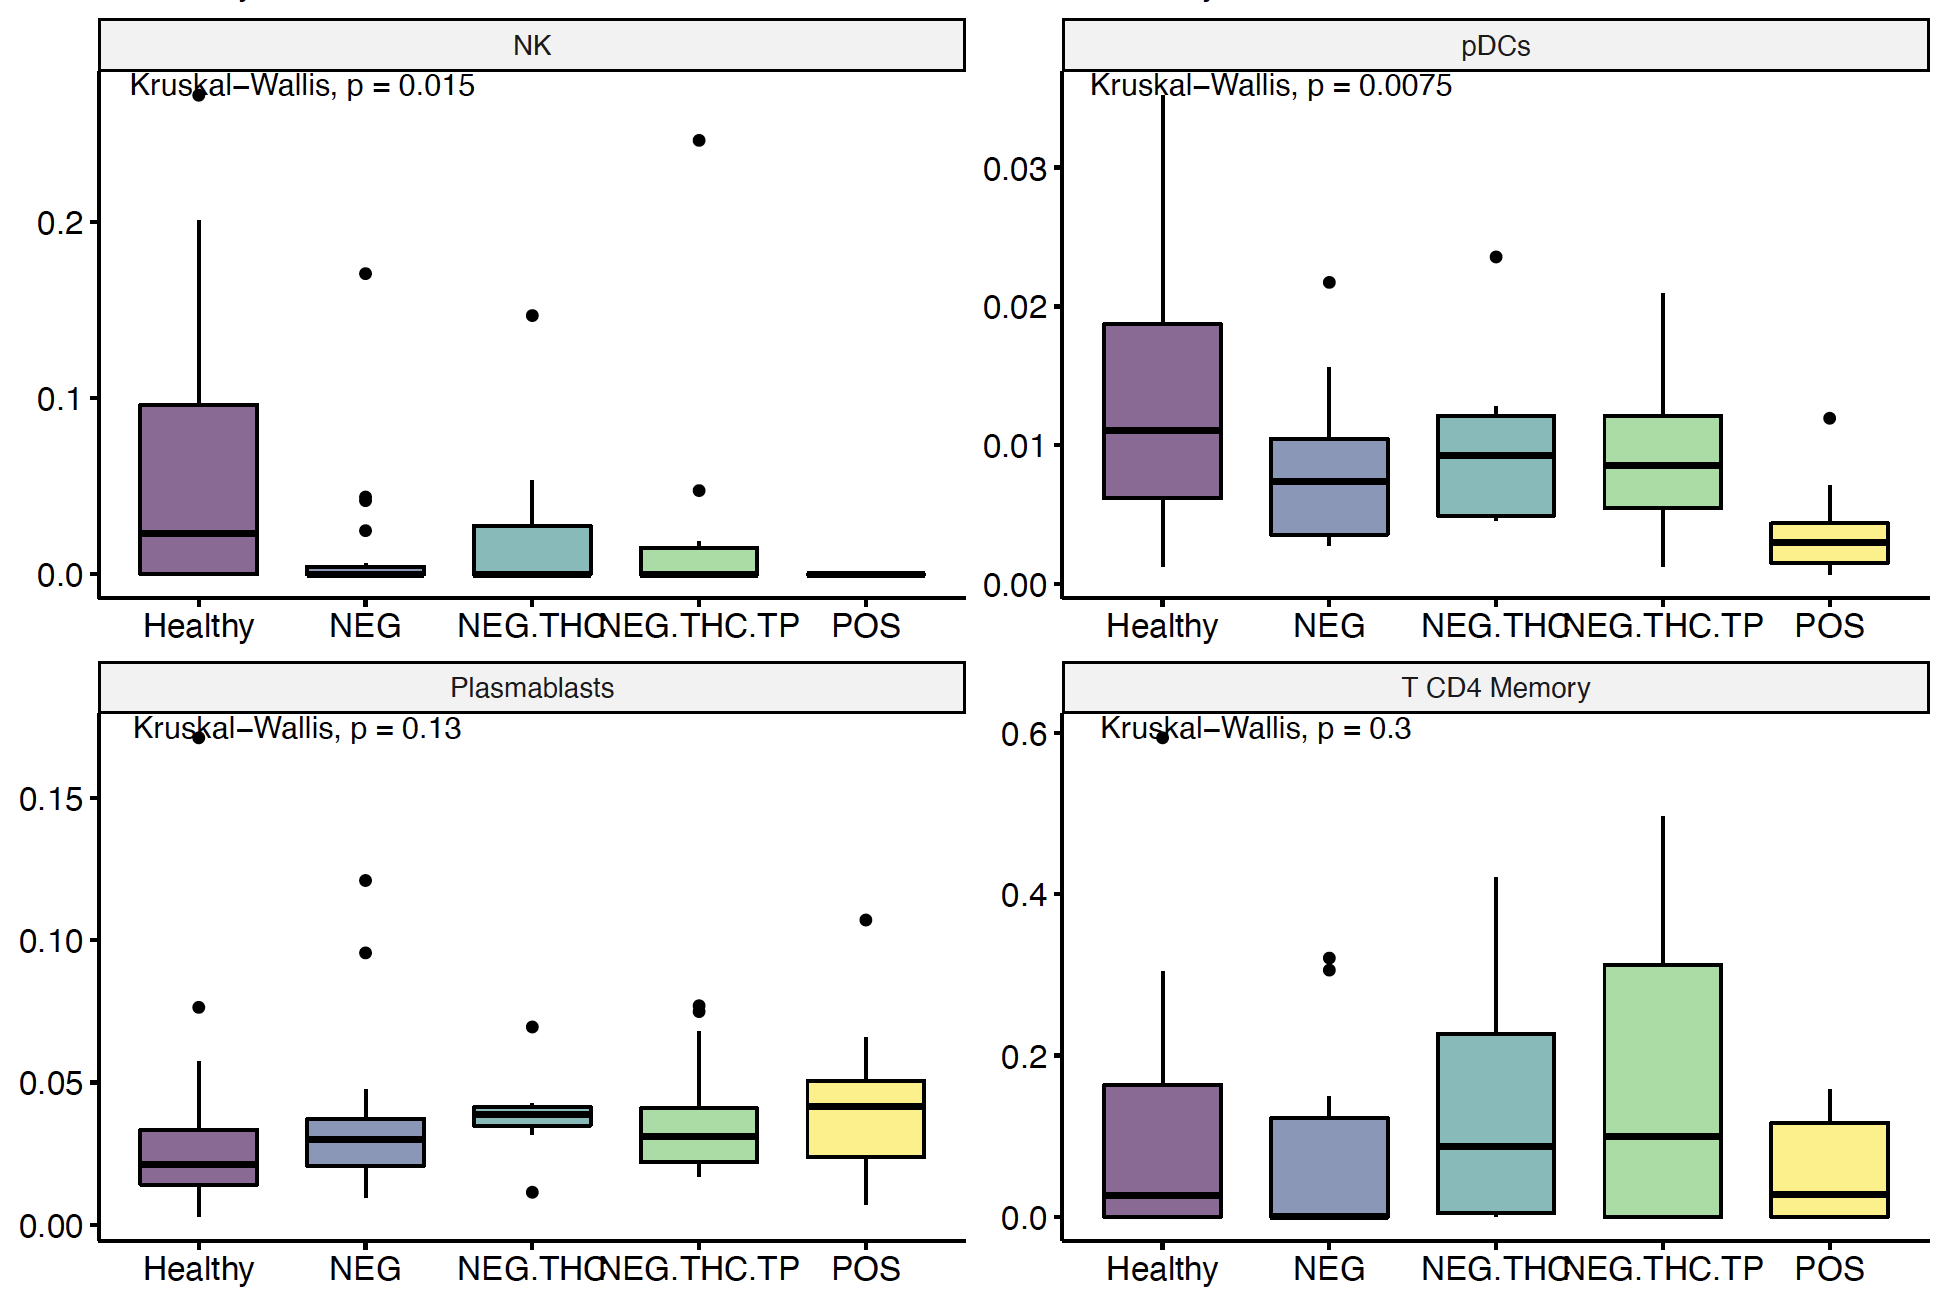 NK
Kruskal−Wallis, p = 0.015
0.2
0.1
0.0
Healthy NEG NEG.THC NEG.THC.TP POS
pDCs
Kruskal−Wallis, p = 0.0075
0.03
0.02
0.01
0.00
Healthy NEG NEG.THC NEG.THC.TP POS
Plasmablasts
Kruskal−Wallis, p = 0.13
0.15
0.10
0.05
0.00
Healthy NEG NEG.THC NEG.THC.TP POS
T CD4 Memory
Kruskal−Wallis, p = 0.3
0.6
0.4
0.2
0.0
Healthy NEG NEG.THC NEG.THC.TP POS